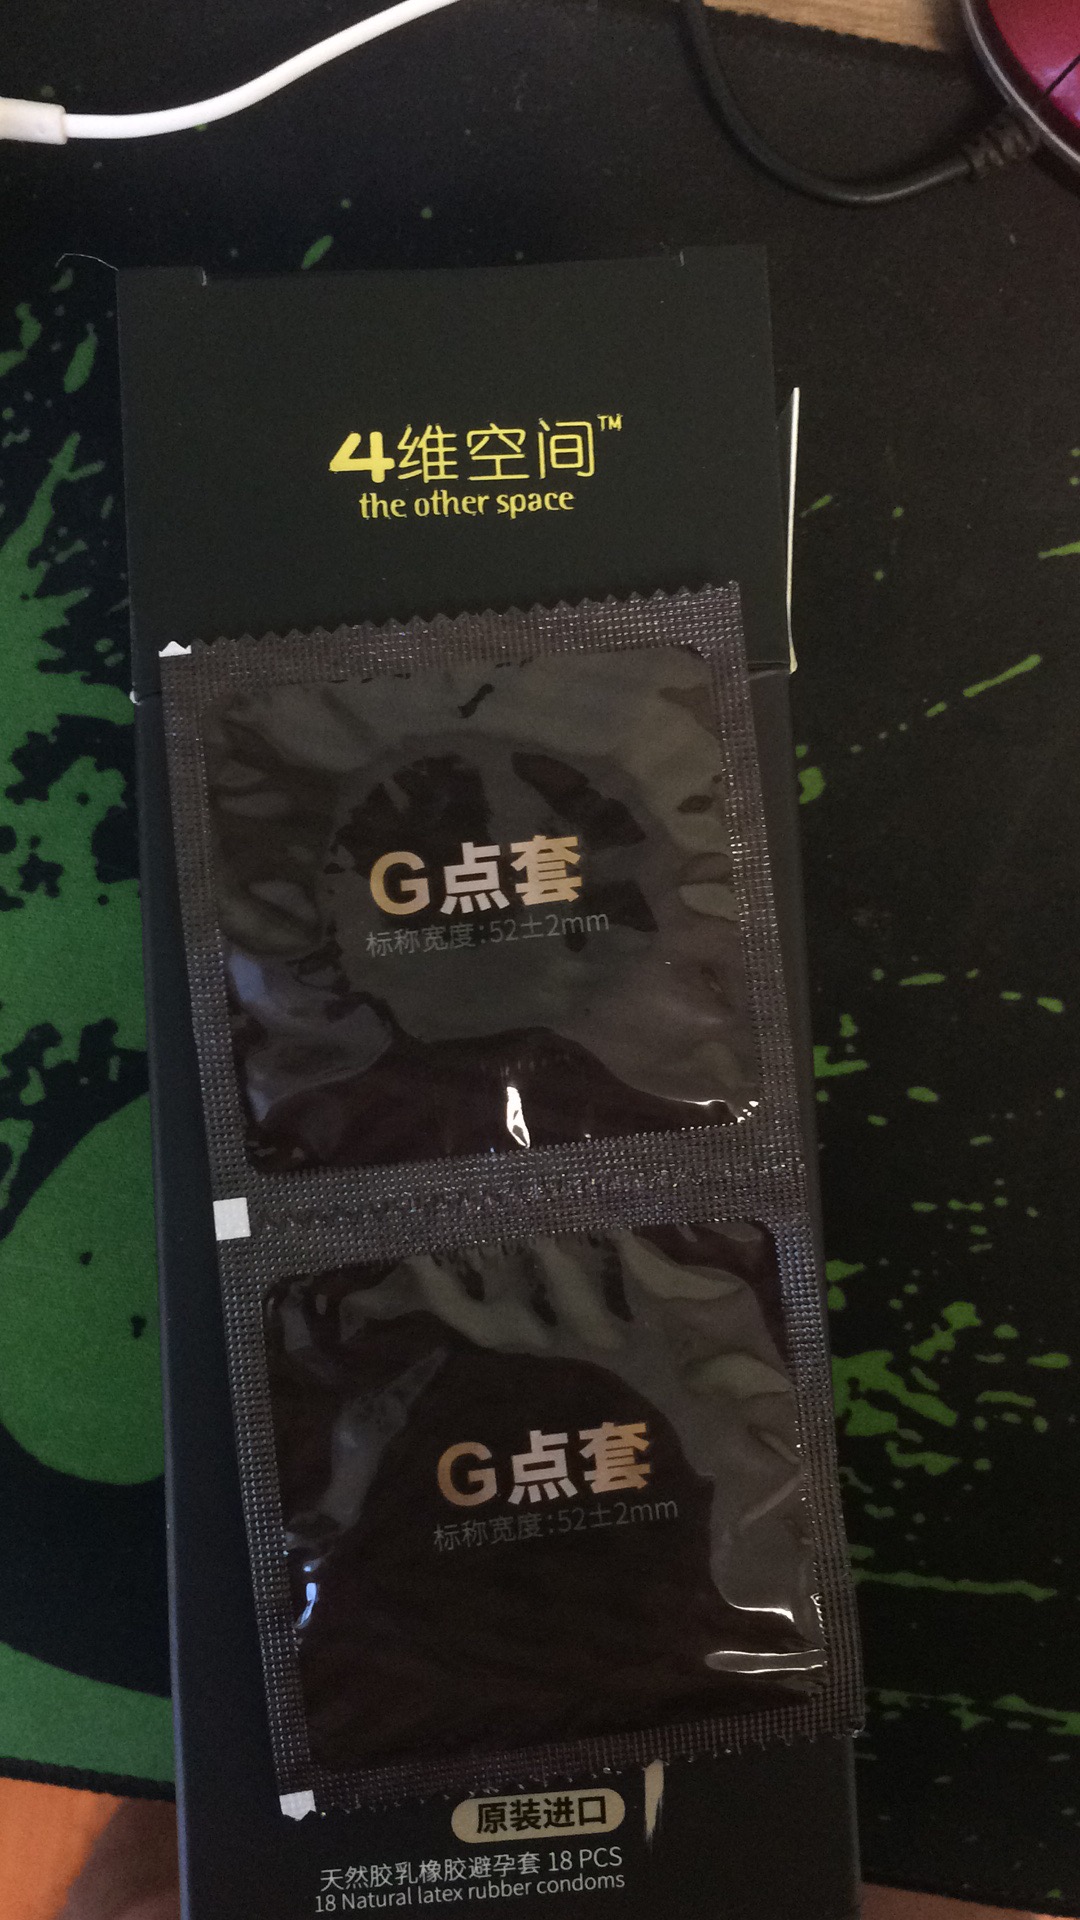 4维空间™
the other space
G点套
标称宽度:52±2mm
G点套
标称宽度:52±2mm
原装进口
天然胶乳橡胶避孕套 18 PCS
18 Natural latex rubber condoms